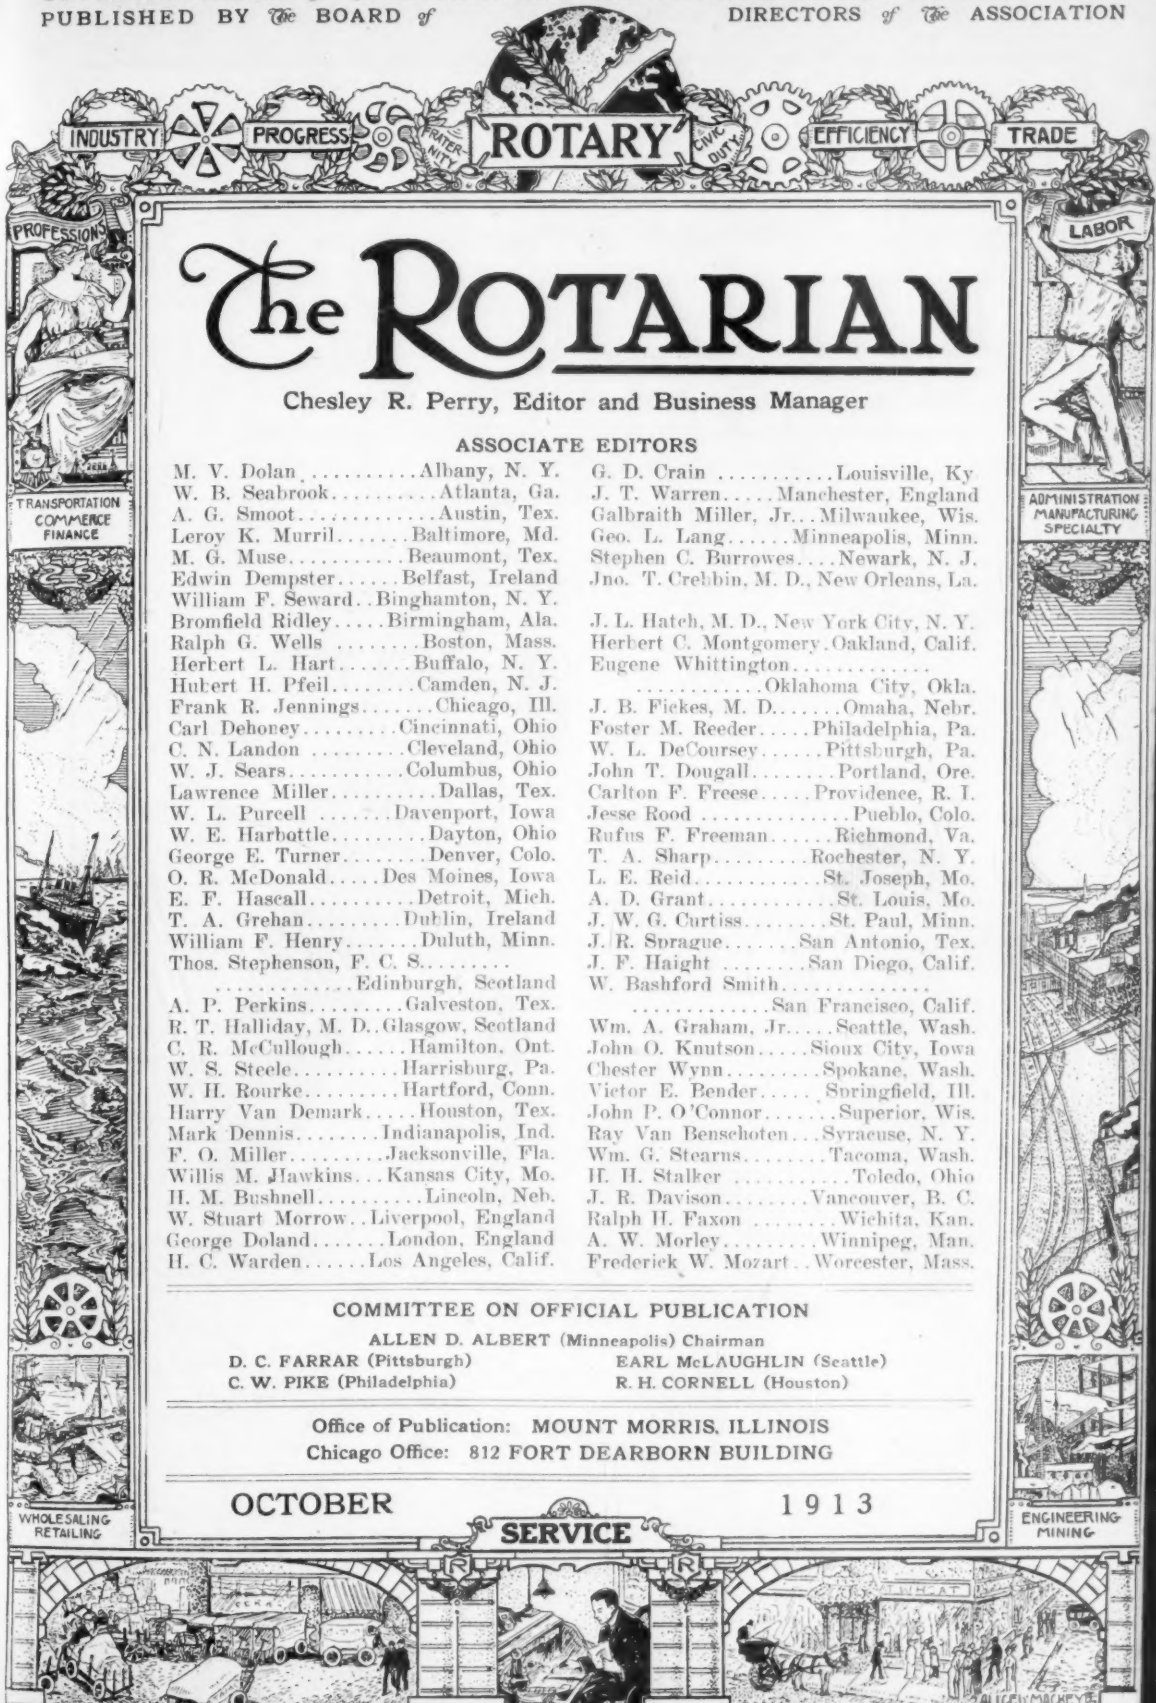 PUBLISHED BY The BOARD of DIRECTORS of The ASSOCIATION
INDUSTRY PROGRESS FRATERNITY ROTARY CIVIC DUTY EFFICIENCY TRADE
PROFESSIONS
LABOR
The ROTARIAN
Chesley R. Perry, Editor and Business Manager
ASSOCIATE EDITORS
M. V. Dolan ..........Albany, N. Y.
W. B. Seabrook..........Atlanta, Ga.
A. G. Smoot.............Austin, Tex.
Leroy K. Murril.......Baltimore, Md.
M. G. Muse...........Beaumont, Tex.
Edwin Dempster......Belfast, Ireland
William F. Seward..Binghamton, N. Y.
Bromfield Ridley.....Birmingham, Ala.
Ralph G. Wells ........Boston, Mass.
Herbert L. Hart.......Buffalo, N. Y.
Hubert H. Pfeil........Camden, N. J.
Frank R. Jennings.......Chicago, Ill.
Carl Dehoney.........Cincinnati, Ohio
C. N. Landon .........Cleveland, Ohio
W. J. Sears...........Columbus, Ohio
Lawrence Miller..........Dallas, Tex.
W. L. Purcell .......Davenport, Iowa
W. E. Harbottle.........Dayton, Ohio
George E. Turner........Denver, Colo.
O. R. McDonald.....Des Moines, Iowa
E. F. Hascall..........Detroit, Mich.
T. A. Grehan.........Dublin, Ireland
William F. Henry.......Duluth, Minn.
Thos. Stephenson, F. C. S.........
............Edinburgh, Scotland
A. P. Perkins.........Galveston, Tex.
R. T. Halliday, M. D..Glasgow, Scotland
C. R. McCullough......Hamilton, Ont.
W. S. Steele..........Harrisburg, Pa.
W. H. Rourke.........Hartford, Conn.
Harry Van Demark.....Houston, Tex.
Mark Dennis........Indianapolis, Ind.
F. O. Miller.........Jacksonville, Fla.
Willis M. Hawkins...Kansas City, Mo.
H. M. Bushnell..........Lincoln, Neb.
W. Stuart Morrow..Liverpool, England
George Doland.......London, England
H. C. Warden......Los Angeles, Calif.
G. D. Crain ...........Louisville, Ky
J. T. Warren.....Manchester, England
Galbraith Miller, Jr...Milwaukee, Wis.
Geo. L. Lang......Minneapolis, Minn.
Stephen C. Burrowes....Newark, N. J.
Jno. T. Crebbin, M. D., New Orleans, La.
J. L. Hatch, M. D., New York City, N. Y.
Herbert C. Montgomery.Oakland, Calif.
Eugene Whittington.............
............Oklahoma City, Okla.
J. B. Fickes, M. D.......Omaha, Nebr.
Foster M. Reeder.....Philadelphia, Pa.
W. L. DeCoursey......Pittsburgh, Pa.
John T. Dougall........Portland, Ore.
Carlton F. Freese.....Providence, R. I.
Jesse Rood .............Pueblo, Colo.
Rufus F. Freeman......Richmond, Va.
T. A. Sharp.........Rochester, N. Y.
L. E. Reid............St. Joseph, Mo.
A. D. Grant............St. Louis, Mo.
J. W. G. Curtiss.......St. Paul, Minn.
J. R. Sprague......San Antonio, Tex.
J. F. Haight ........San Diego, Calif.
W. Bashford Smith..............
.............San Francisco, Calif.
Wm. A. Graham, Jr.....Seattle, Wash.
John O. Knutson.....Sioux City, Iowa
Chester Wynn.........Spokane, Wash.
Victor E. Bender......Springfield, Ill.
John P. O'Connor.......Superior, Wis.
Ray Van Benschoten...Syracuse, N. Y.
Wm. G. Stearns........Tacoma, Wash.
H. H. Stalker ...........Toledo, Ohio
J. R. Davison.......Vancouver, B. C.
Ralph H. Faxon ........Wichita, Kan.
A. W. Morley.........Winnipeg, Man.
Frederick W. Mozart..Worcester, Mass.
TRANSPORTATION
COMMERCE
FINANCE
ADMINISTRATION
MANUFACTURING
SPECIALTY
COMMITTEE ON OFFICIAL PUBLICATION
ALLEN D. ALBERT (Minneapolis) Chairman
D. C. FARRAR (Pittsburgh) EARL McLAUGHLIN (Seattle)
C. W. PIKE (Philadelphia) R. H. CORNELL (Houston)
Office of Publication: MOUNT MORRIS, ILLINOIS
Chicago Office: 812 FORT DEARBORN BUILDING
OCTOBER 1913
WHOLESALING
RETAILING
SERVICE
ENGINEERING
MINING
R R